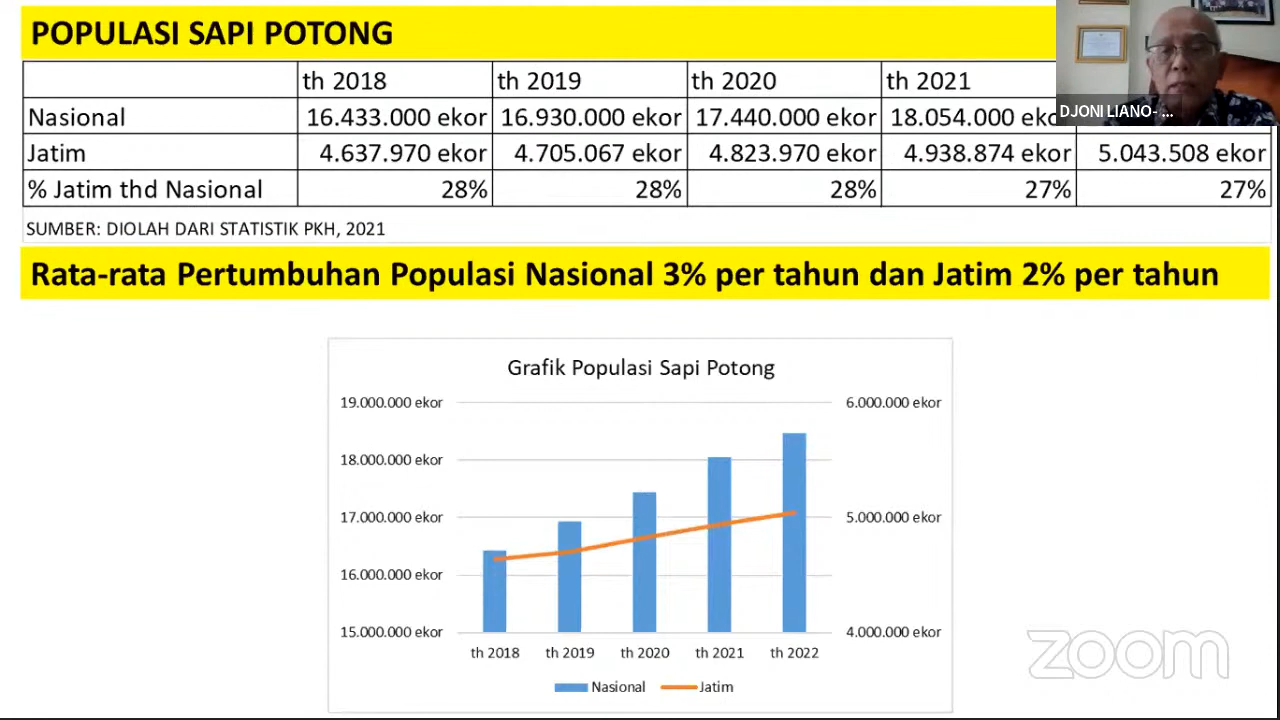 POPULASI SAPI POTONG
th 2018 th 2019 th 2020 th 2021
Nasional 16.433.000 ekor 16.930.000 ekor 17.440.000 ekor 18.054.000 eko
DJONI LIANO- ...
Jatim 4.637.970 ekor 4.705.067 ekor 4.823.970 ekor 4.938.874 ekor 5.043.508 ekor
% Jatim thd Nasional 28% 28% 28% 27% 27%
SUMBER: DIOLAH DARI STATISTIK PKH, 2021
Rata-rata Pertumbuhan Populasi Nasional 3% per tahun dan Jatim 2% per tahun
Grafik Populasi Sapi Potong
19.000.000 ekor 6.000.000 ekor
18.000.000 ekor
17.000.000 ekor 5.000.000 ekor
16.000.000 ekor
15.000.000 ekor 4.000.000 ekor
th 2018 th 2019 th 2020 th 2021 th 2022
Nasional Jatim
zoom